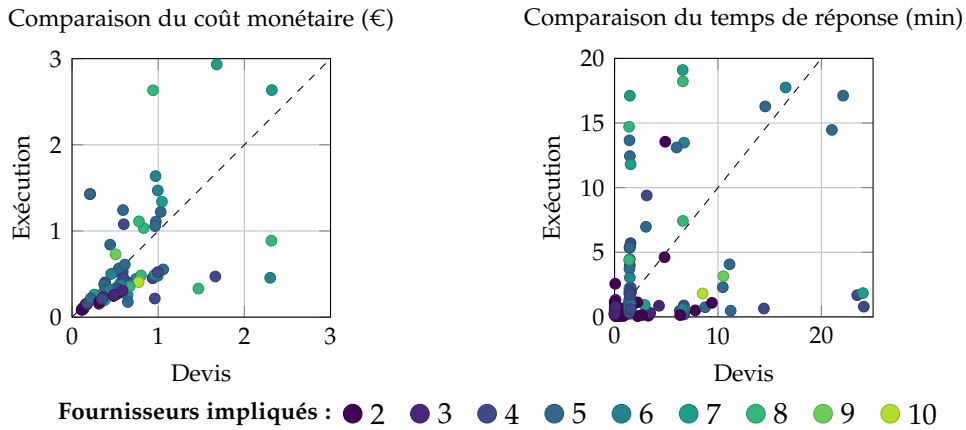 Comparaison du coût monétaire (€)
Comparaison du temps de réponse (min)
3
2
1
0
0
1
2
3
Exécution
Devis
20
15
10
5
0
0
10
20
Exécution
Devis
Fournisseurs impliqués : 2 3 4 5 6 7 8 9 10